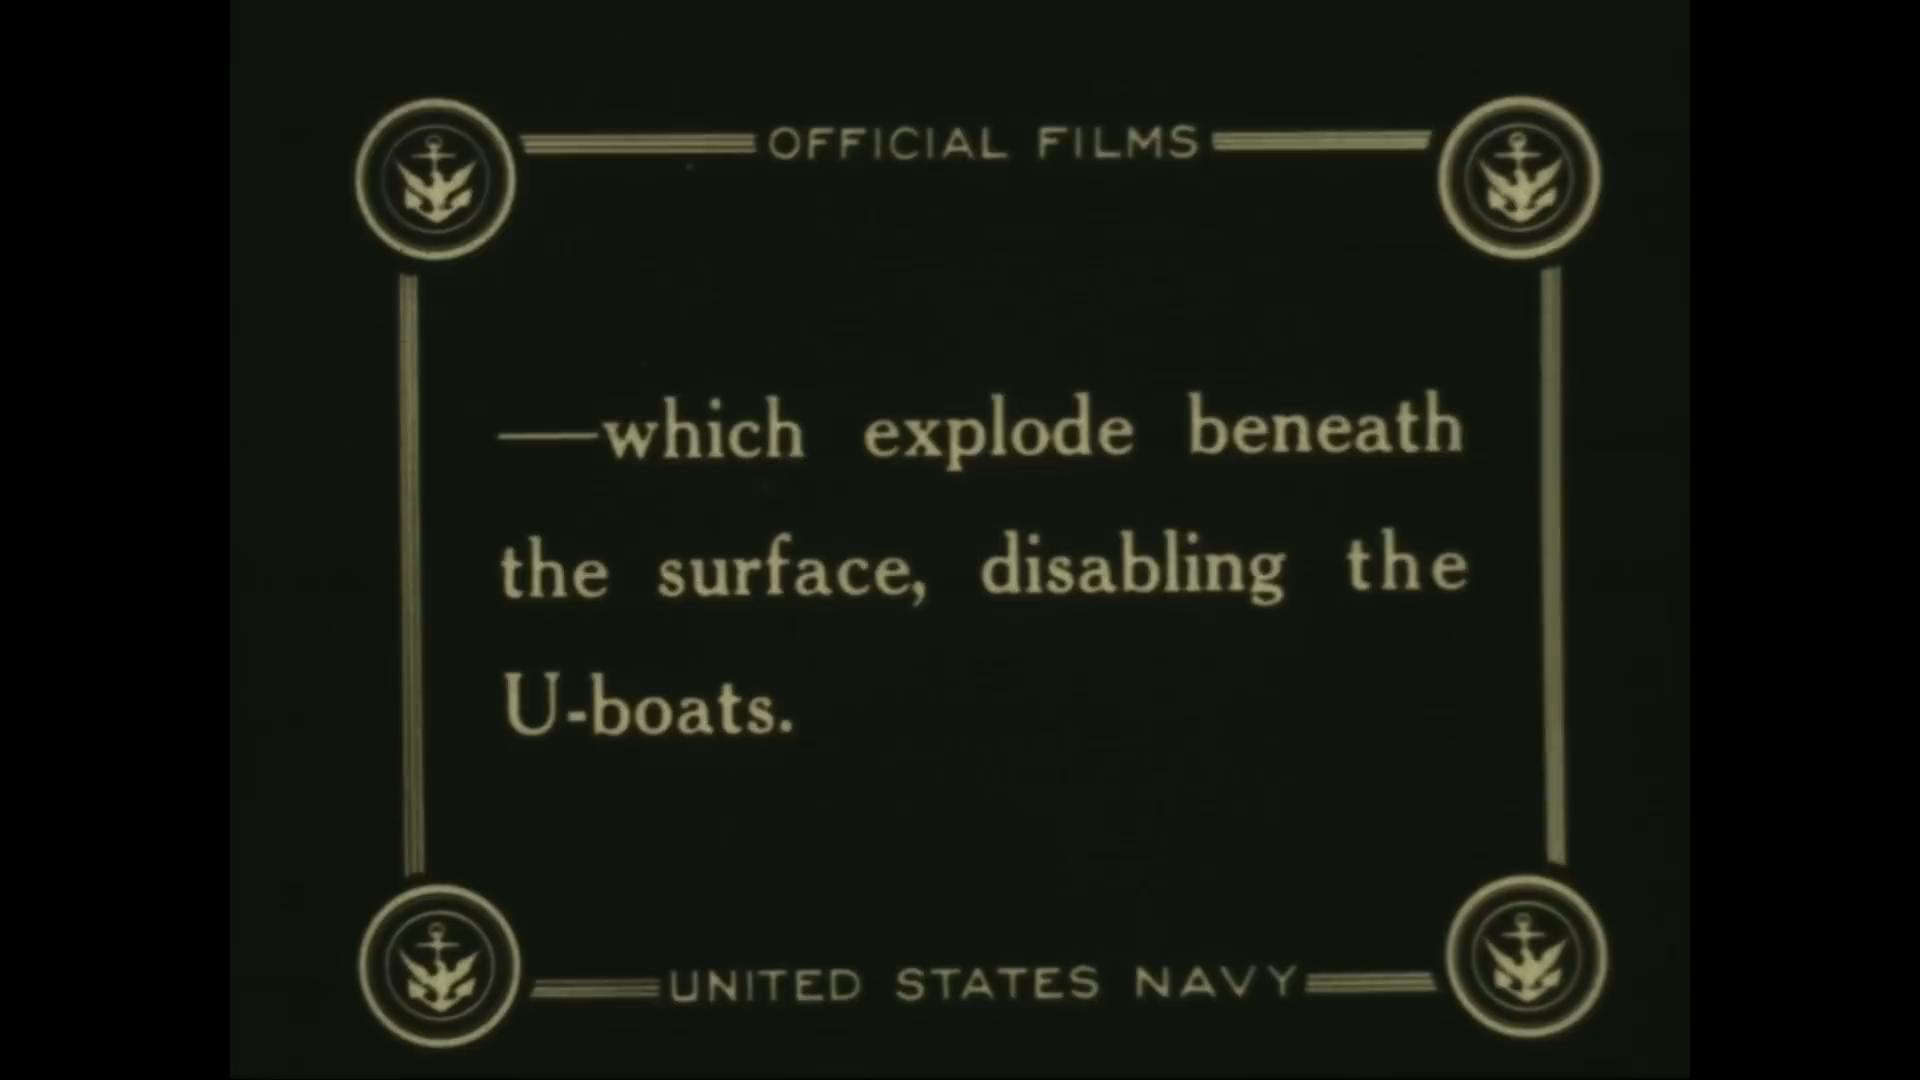 OFFICIAL FILMS
—which explode beneath
the surface, disabling the
U-boats.
UNITED STATES NAVY